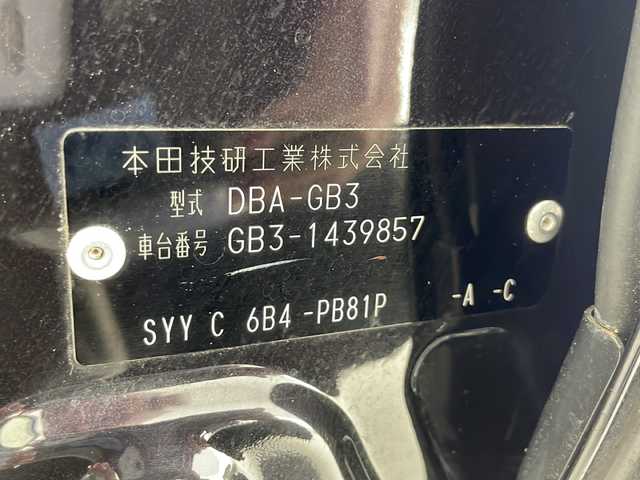 本田技研工業株式会社
型式 DBA-GB3
車台番号 GB3-1439857
SYY C 6B4 -PB81P -A -C